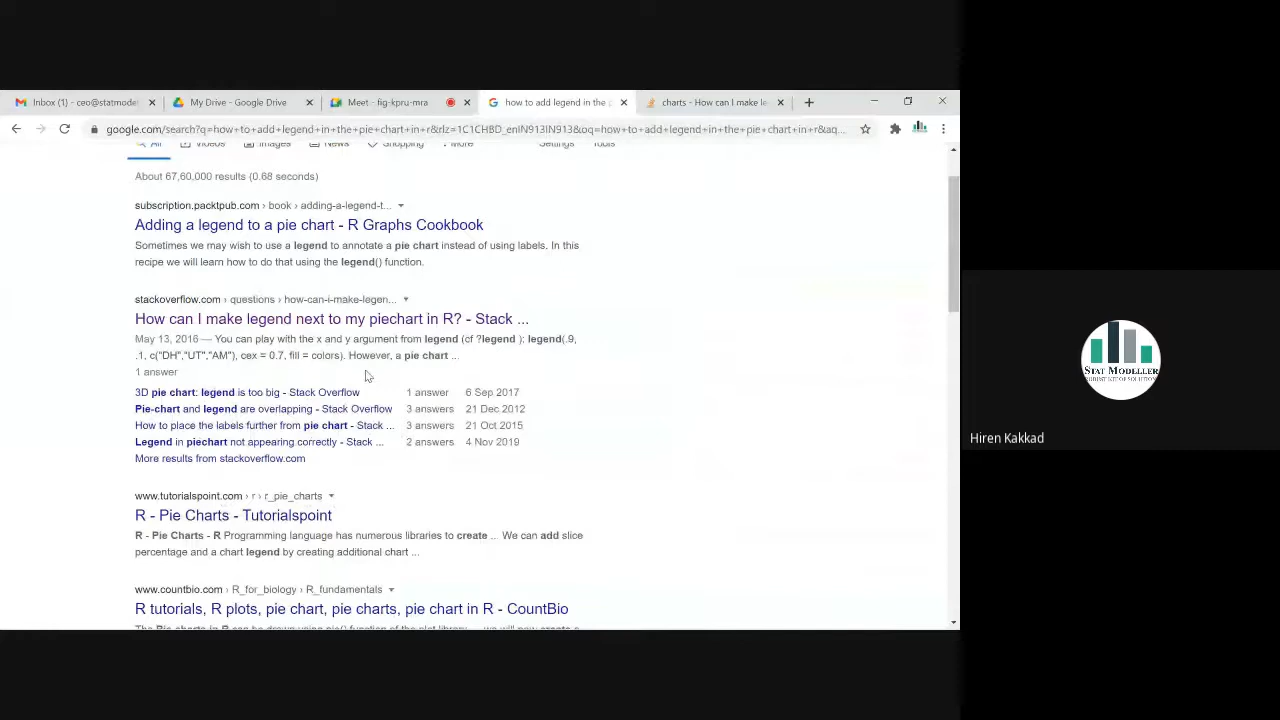 Inbox (1) - ceo@statmode
My Drive - Google Drive
Meet - fig-kpru-mra
how to add legend in the p
charts - How can I make le
google.com/search?q=how+to+add+legend+in+the+pie+chart+in+r&rlz=1C1CHBD_enIN913IN913&oq=how+to+add+legend+in+the+pie+chart+in+r&aq...
All Videos Images News Shopping More Settings Tools
About 67,60,000 results (0.68 seconds)
subscription.packtpub.com › book › adding-a-legend-t...
Adding a legend to a pie chart - R Graphs Cookbook
Sometimes we may wish to use a legend to annotate a pie chart instead of using labels. In this
recipe we will learn how to do that using the legend() function.
stackoverflow.com › questions › how-can-i-make-legen...
How can I make legend next to my piechart in R? - Stack ...
May 13, 2016 — You can play with the x and y argument from legend (cf ?legend ): legend(.9,
.1, c("DH","UT","AM"), cex = 0.7, fill = colors). However, a pie chart ...
1 answer
3D pie chart: legend is too big - Stack Overflow 1 answer 6 Sep 2017
Pie-chart and legend are overlapping - Stack Overflow 3 answers 21 Dec 2012
How to place the labels further from pie chart - Stack ... 3 answers 21 Oct 2015
Legend in piechart not appearing correctly - Stack ... 2 answers 4 Nov 2019
More results from stackoverflow.com
www.tutorialspoint.com › r › r_pie_charts
R - Pie Charts - Tutorialspoint
R - Pie Charts - R Programming language has numerous libraries to create ... We can add slice
percentage and a chart legend by creating additional chart ...
www.countbio.com › R_for_biology › R_fundamentals
R tutorials, R plots, pie chart, pie charts, pie chart in R - CountBio
STAT MODELLER
Hiren Kakkad